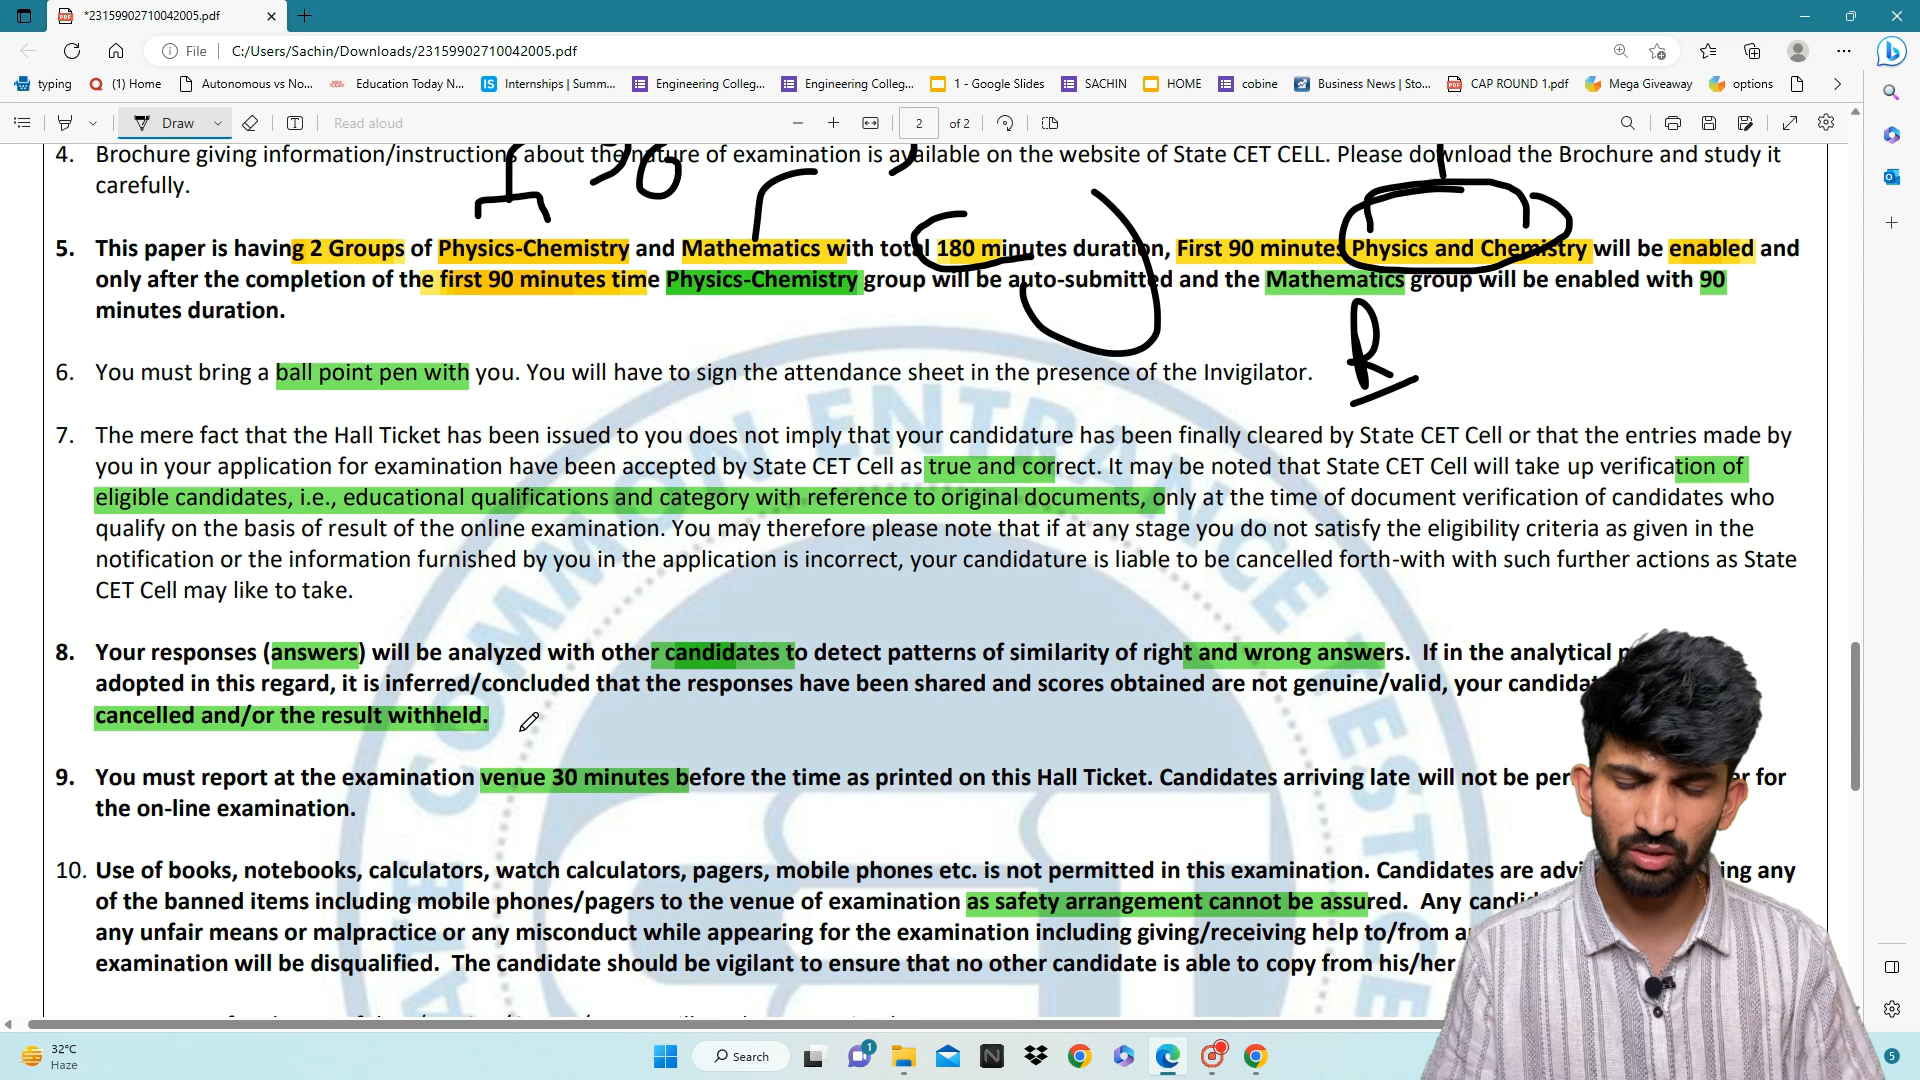 *23159902710042005.pdf
File C:/Users/Sachin/Downloads/23159902710042005.pdf
typing (1) Home Autonomous vs No... Education Today N... Internships | Summ... Engineering Colleg... Engineering Colleg... 1 - Google Slides SACHIN HOME cobine Business News | Sto... CAP ROUND 1.pdf Mega Giveaway options
Draw Read aloud 2 of 2
4. Brochure giving information/instructions about the nature of examination is available on the website of State CET CELL. Please download the Brochure and study it
carefully.
5. This paper is having 2 Groups of Physics-Chemistry and Mathematics with total 180 minutes duration, First 90 minutes Physics and Chemistry will be enabled and
only after the completion of the first 90 minutes time Physics-Chemistry group will be auto-submitted and the Mathematics group will be enabled with 90
minutes duration.
6. You must bring a ball point pen with you. You will have to sign the attendance sheet in the presence of the Invigilator.
7. The mere fact that the Hall Ticket has been issued to you does not imply that your candidature has been finally cleared by State CET Cell or that the entries made by
you in your application for examination have been accepted by State CET Cell as true and correct. It may be noted that State CET Cell will take up verification of
eligible candidates, i.e., educational qualifications and category with reference to original documents, only at the time of document verification of candidates who
qualify on the basis of result of the online examination. You may therefore please note that if at any stage you do not satisfy the eligibility criteria as given in the
notification or the information furnished by you in the application is incorrect, your candidature is liable to be cancelled forth-with with such further actions as State
CET Cell may like to take.
8. Your responses (answers) will be analyzed with other candidates to detect patterns of similarity of right and wrong answers. If in the analytical
adopted in this regard, it is inferred/concluded that the responses have been shared and scores obtained are not genuine/valid, your
cancelled and/or the result withheld.
9. You must report at the examination venue 30 minutes before the time as printed on this Hall Ticket. Candidates arriving late will not be for
the on-line examination.
10. Use of books, notebooks, calculators, watch calculators, pagers, mobile phones etc. is not permitted in this examination. Candidates are any
of the banned items including mobile phones/pagers to the venue of examination as safety arrangement cannot be assured. Any
any unfair means or malpractice or any misconduct while appearing for the examination including giving/receiving help to/from
examination will be disqualified. The candidate should be vigilant to ensure that no other candidate is able to copy from his/her
COMMON ENTRANCE TEST
R
32°C
Haze
Search
1
5